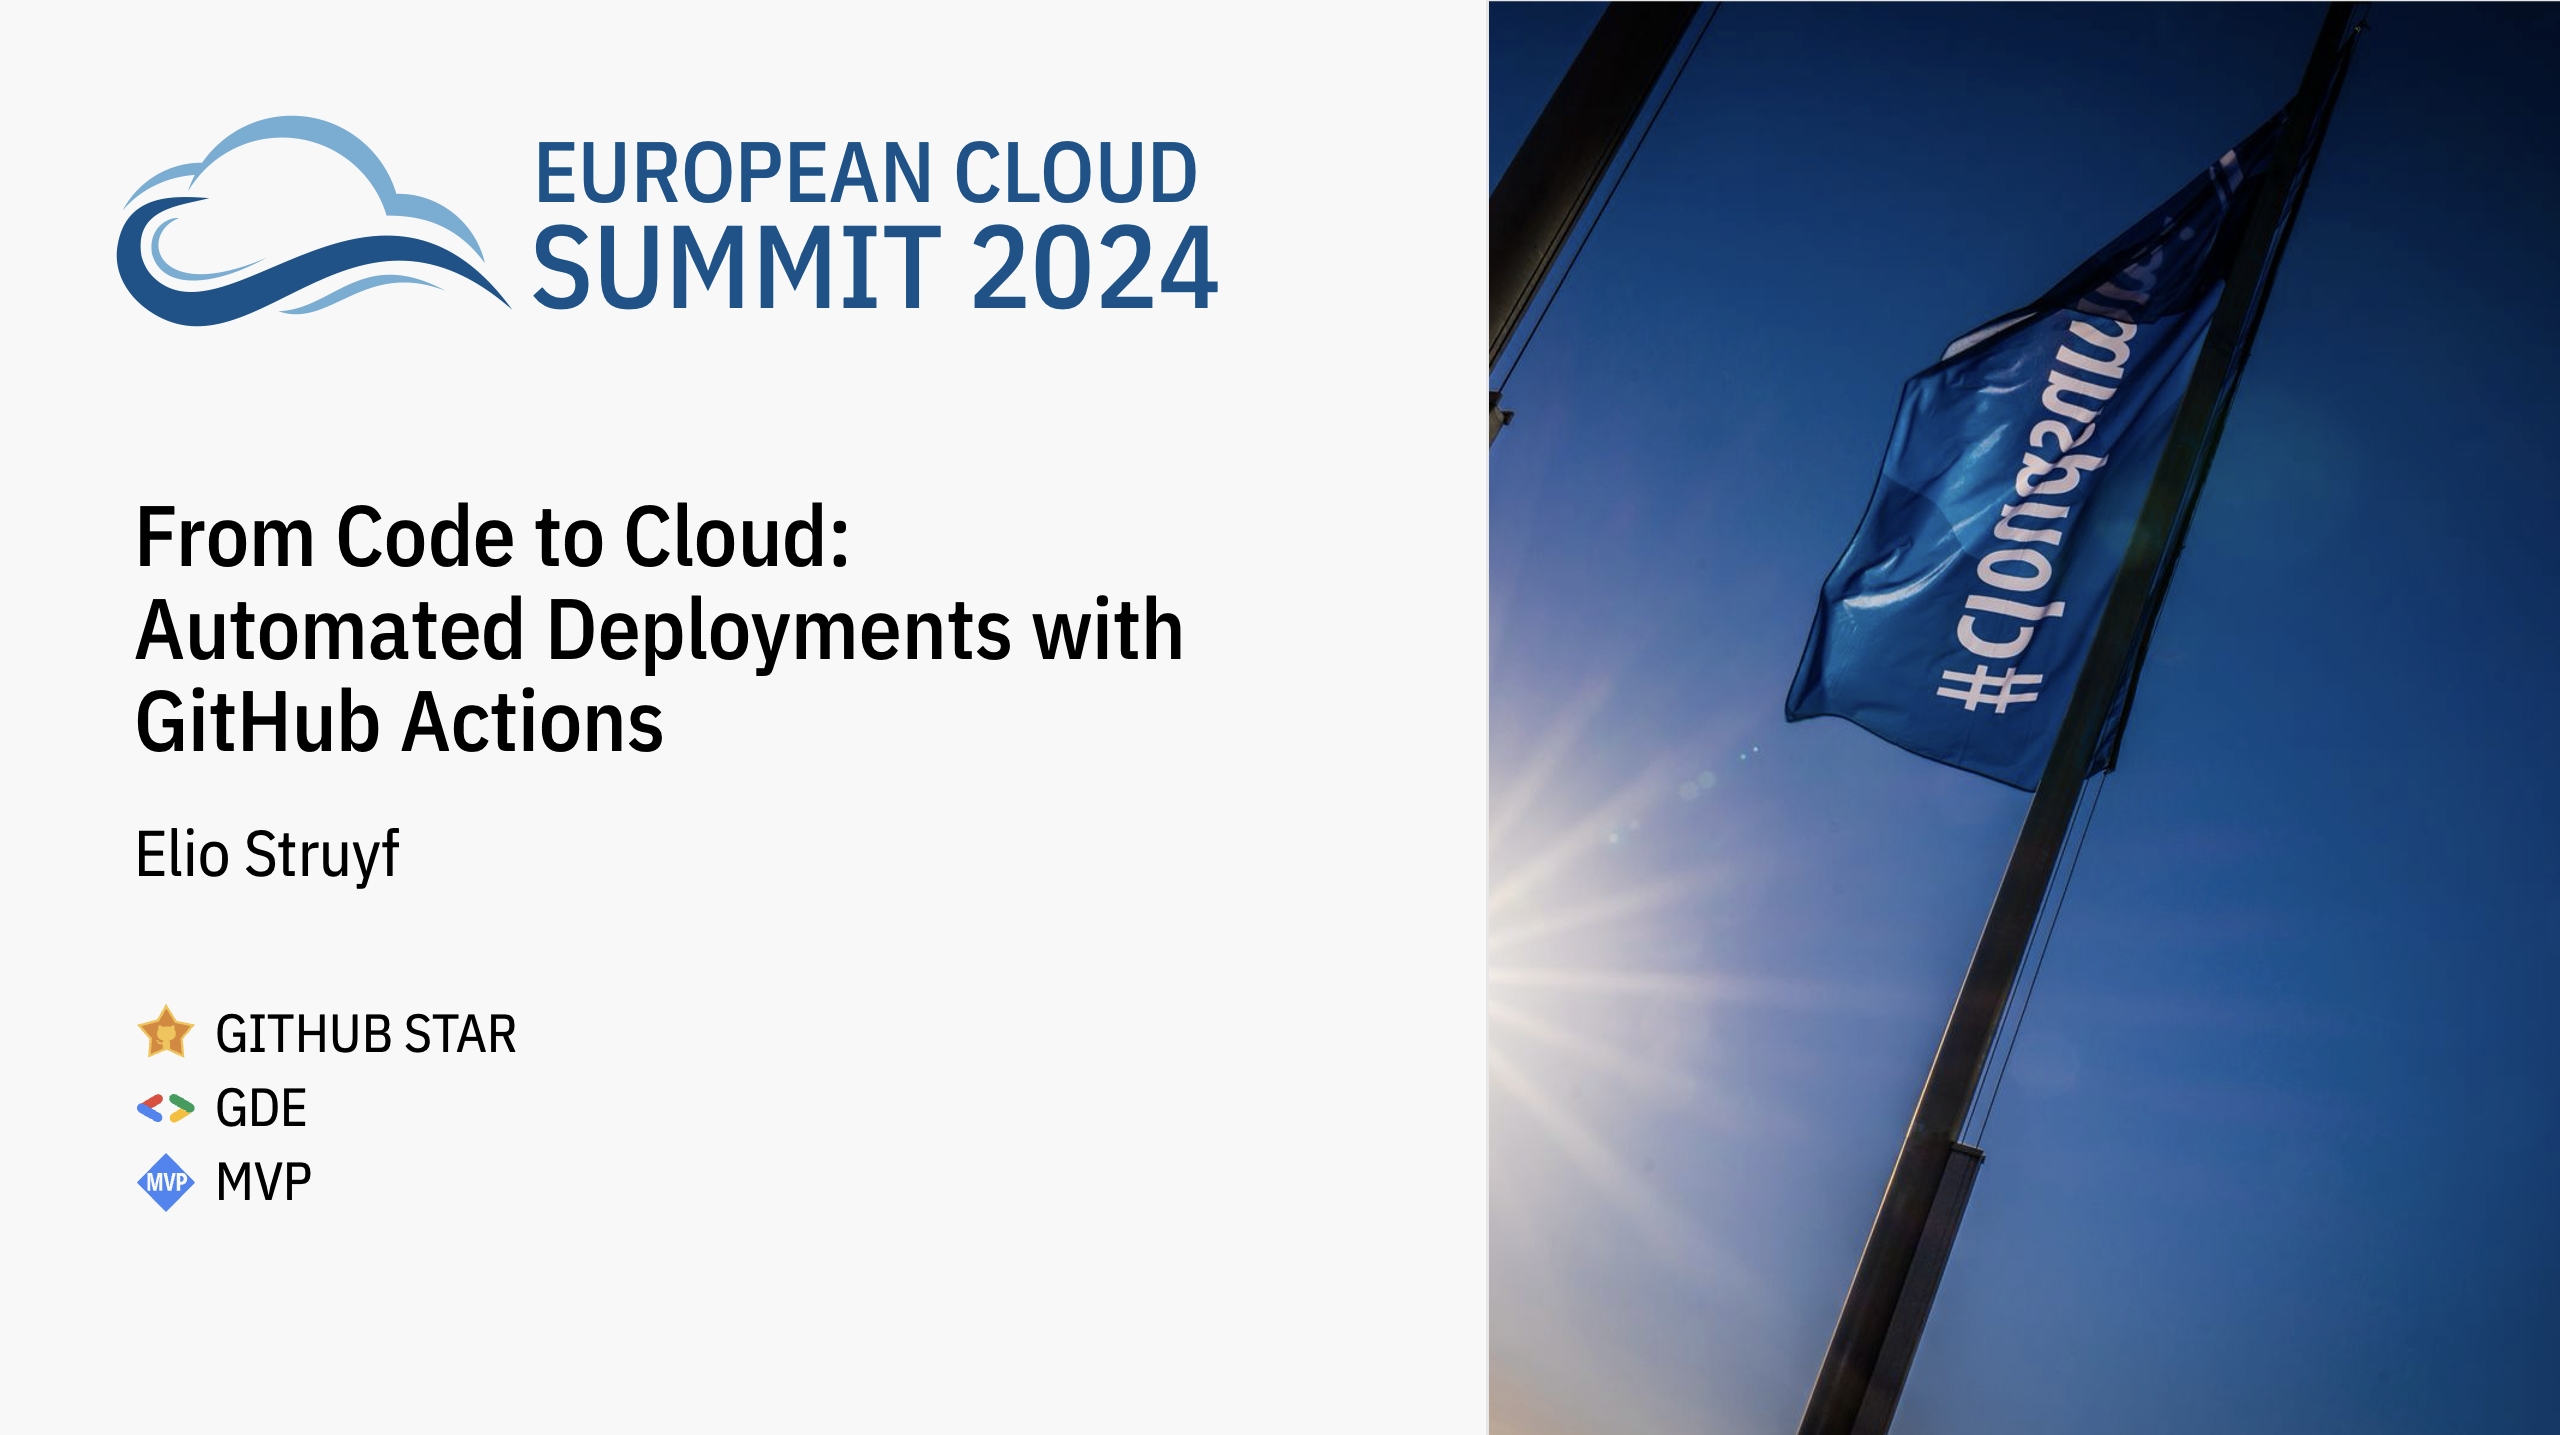 EUROPEAN CLOUD
SUMMIT 2024
From Code to Cloud:
Automated Deployments with
GitHub Actions
Elio Struyf
GITHUB STAR
GDE
MVP
MVP